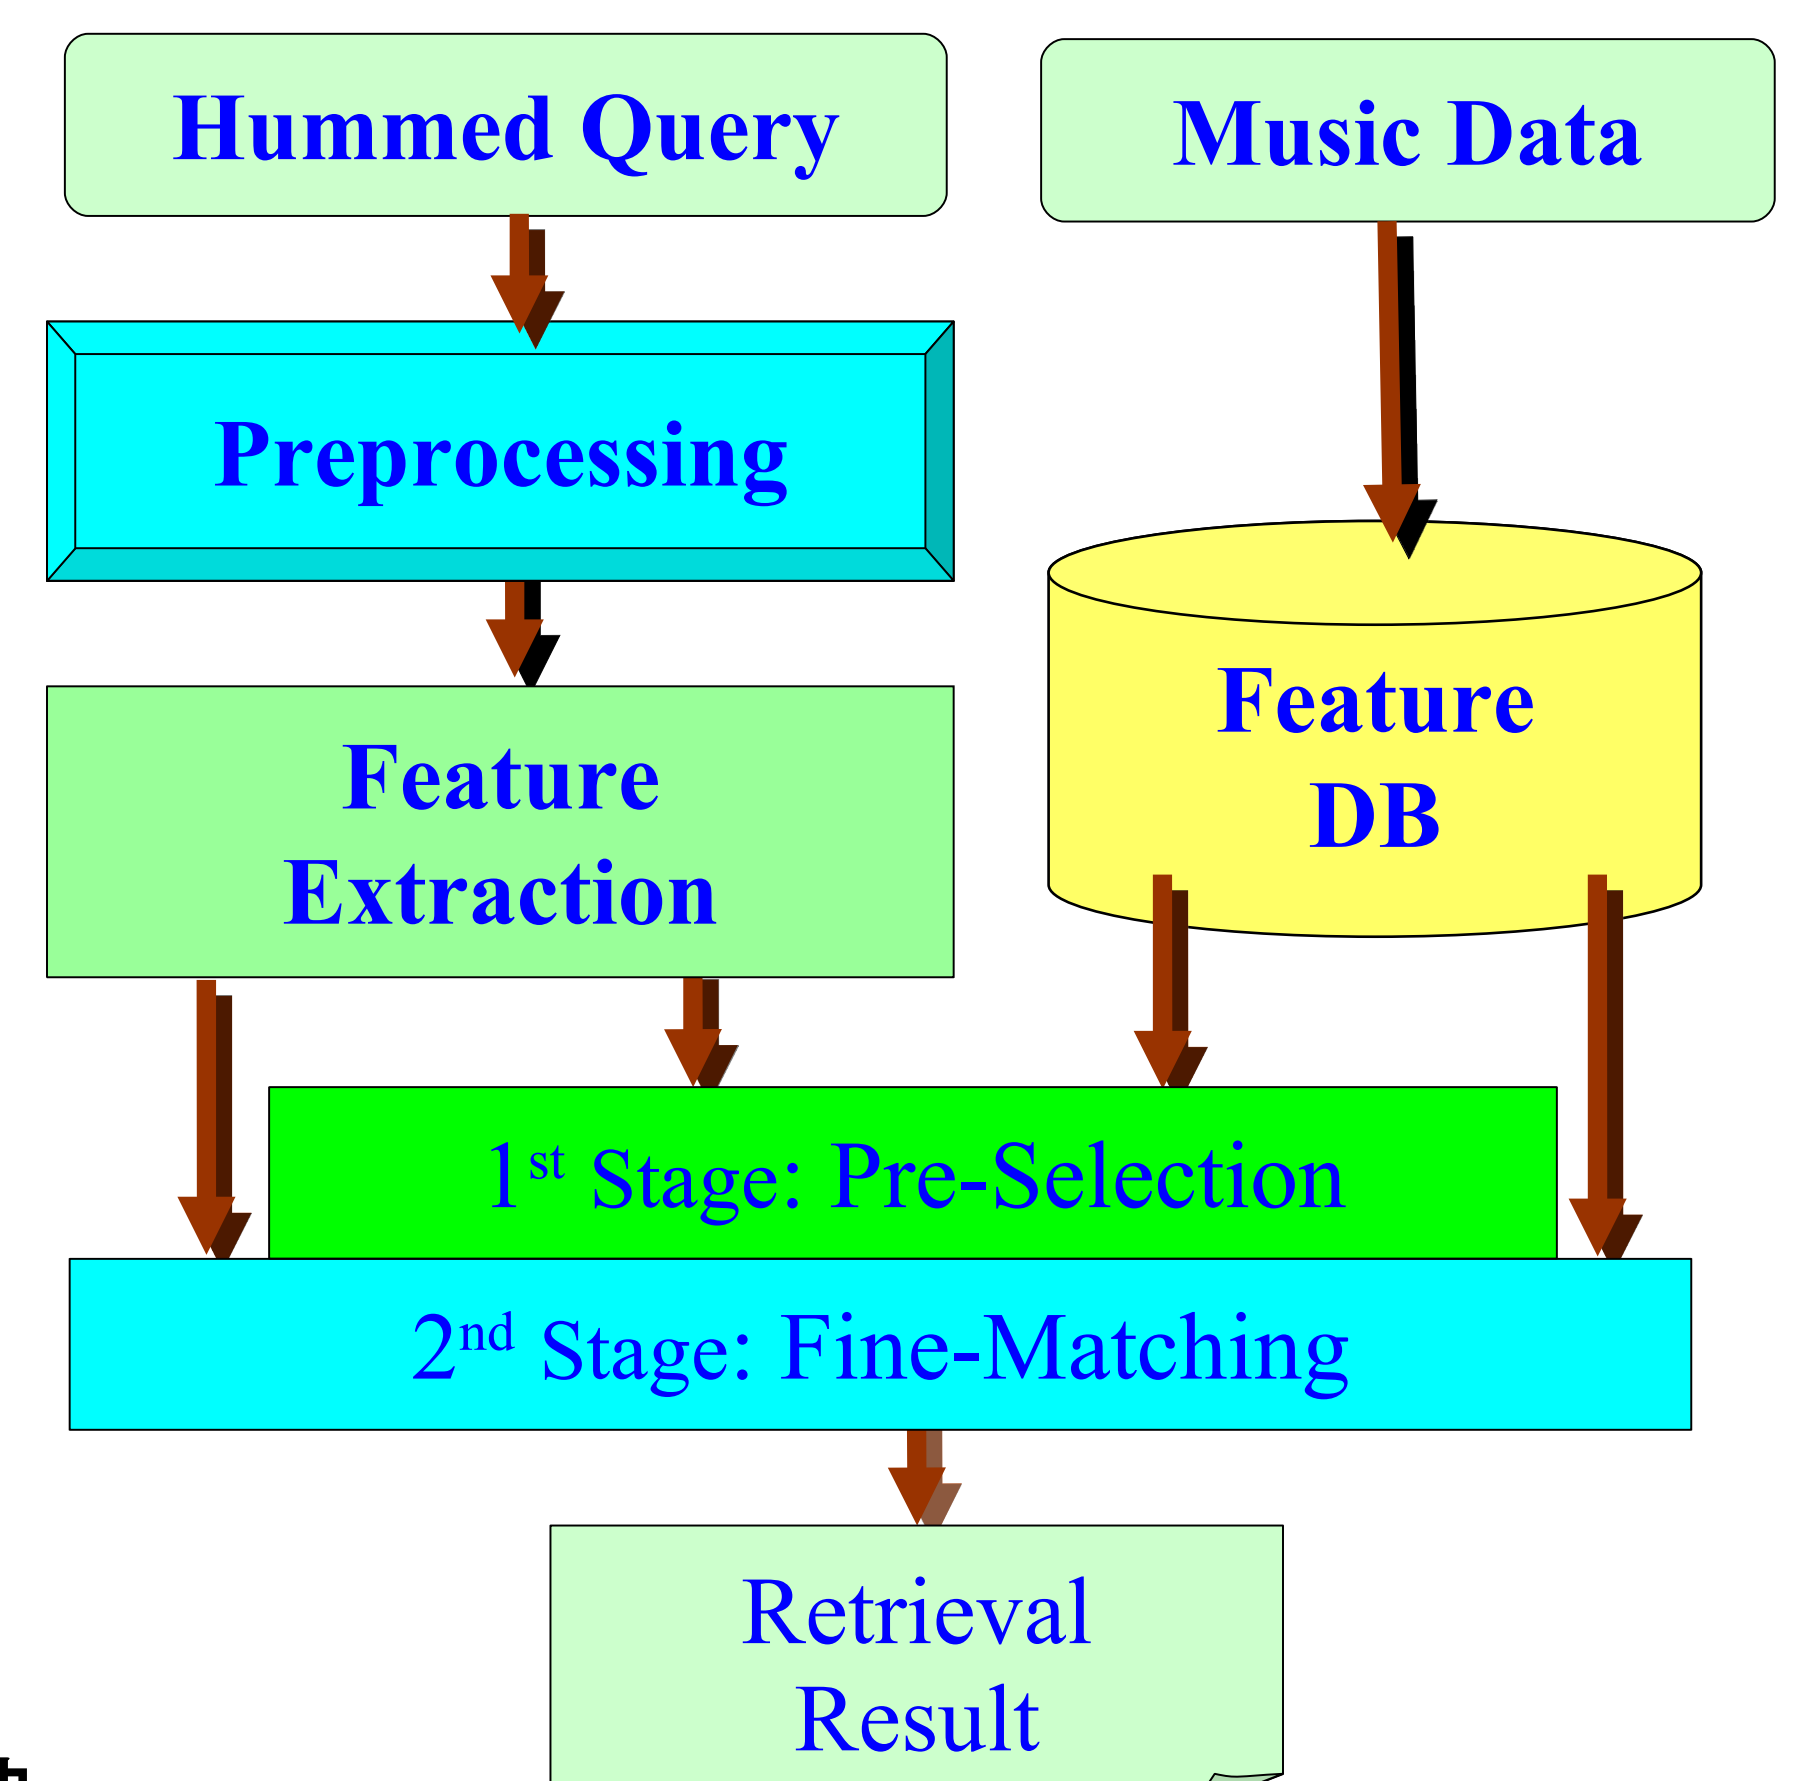 Hummed Query
Music Data
Preprocessing
Feature
Extraction
Feature
DB
1st Stage: Pre-Selection
2nd Stage: Fine-Matching
Retrieval
Result